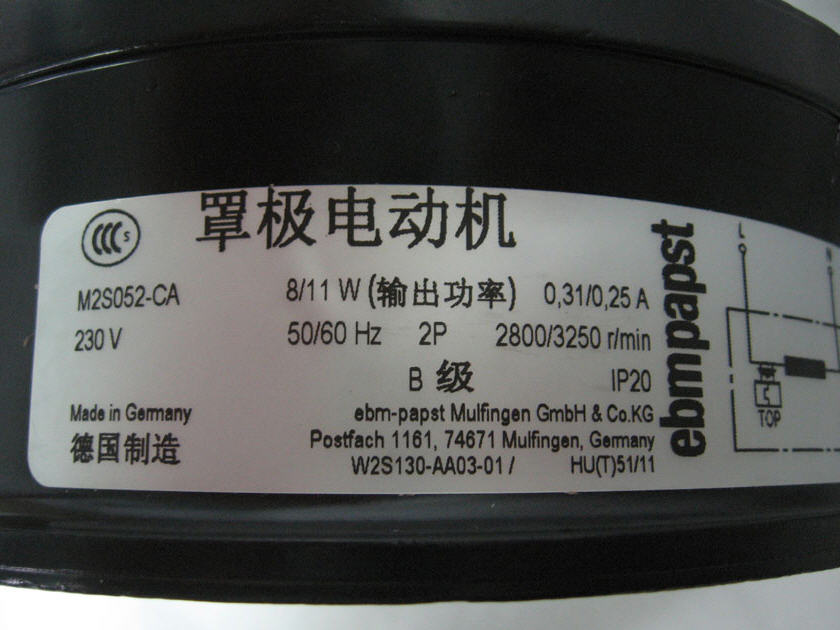 CCC S
罩极电动机
M2S052-CA 8/11 W (输出功率) 0,31/0,25 A
230 V 50/60 Hz 2P 2800/3250 r/min
B 级 IP20
Made in Germany ebm-papst Mulfingen GmbH & Co.KG
德国制造 Postfach 1161, 74671 Mulfingen, Germany
W2S130-AA03-01 / HU(T)51/11
ebmpapst
L
TOP